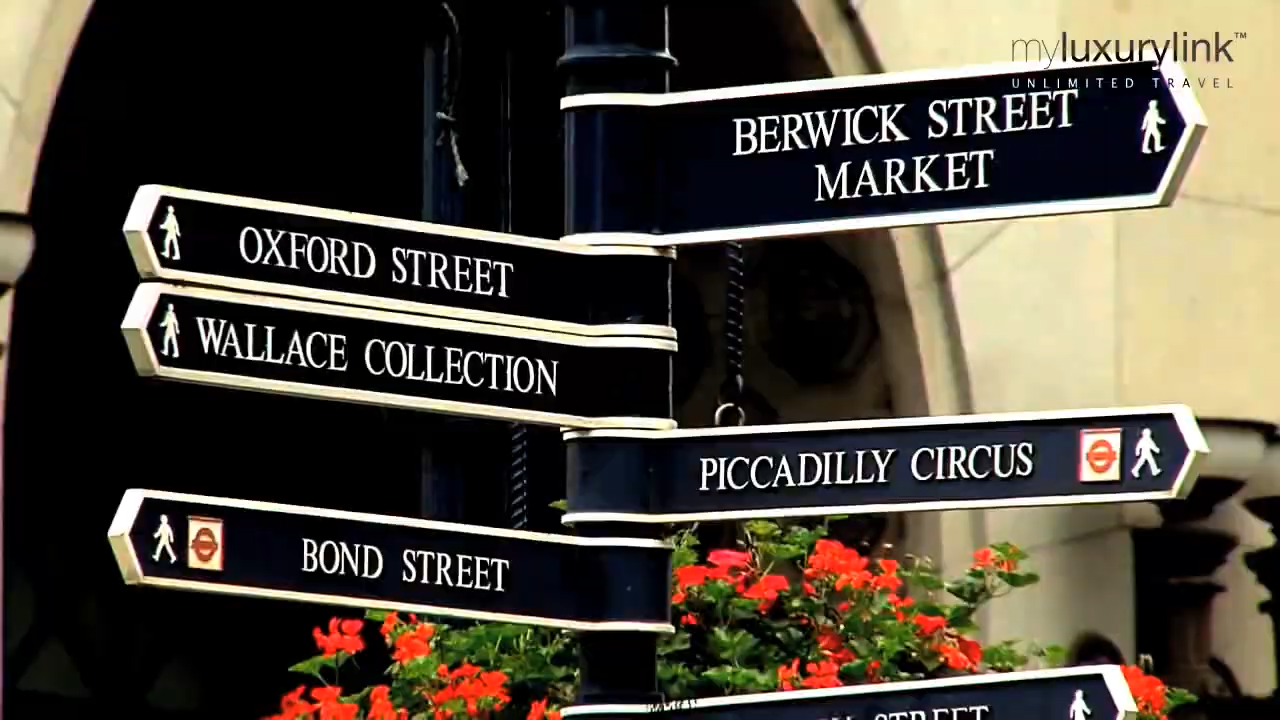 myluxurylink™
UNLIMITED TRAVEL
BERWICK STREET
MARKET
OXFORD STREET
WALLACE COLLECTION
PICCADILLY CIRCUS
BOND STREET
STREET